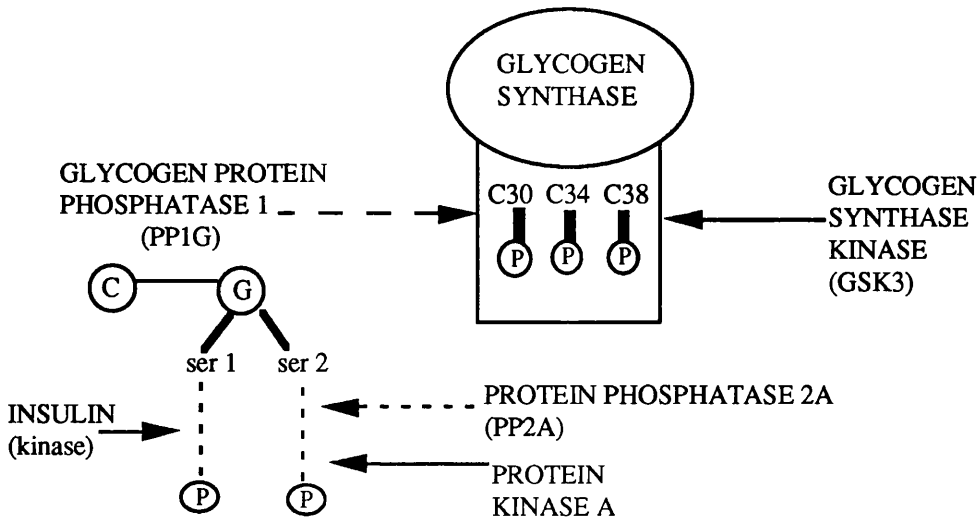 GLYCOGEN
SYNTHASE
GLYCOGEN PROTEIN
PHOSPHATASE 1
(PP1G)
C30 C34 C38
P P P
GLYCOGEN
SYNTHASE
KINASE
(GSK3)
C G
ser 1 ser 2
INSULIN
(kinase)
PROTEIN PHOSPHATASE 2A
(PP2A)
PROTEIN
KINASE A
P P